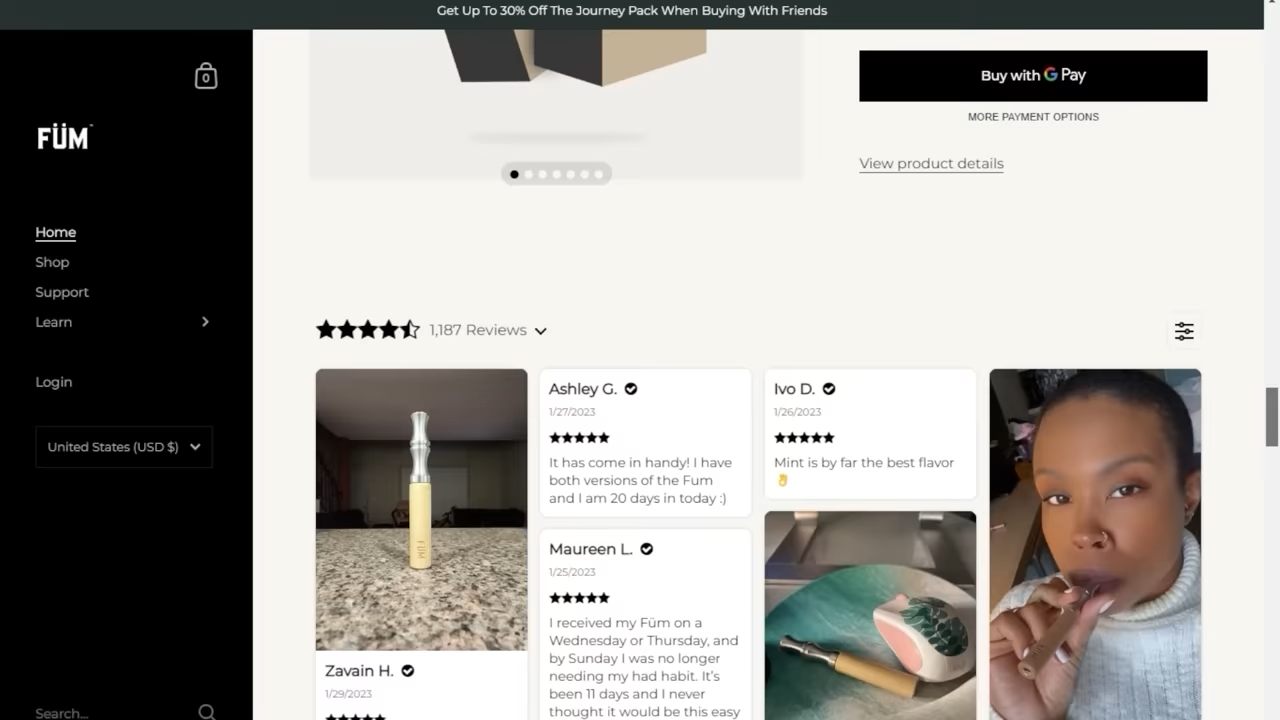 Get Up To 30% Off The Journey Pack When Buying With Friends
0
FÜM
Home
Shop
Support
Learn
Login
United States (USD $)
Search...
Buy with G Pay
MORE PAYMENT OPTIONS
View product details
1,187 Reviews
FÜM
Zavain H.
1/29/2023
Ashley G.
1/27/2023
It has come in handy! I have
both versions of the Fum
and I am 20 days in today :)
Maureen L.
1/25/2023
I received my Füm on a
Wednesday or Thursday, and
by Sunday I was no longer
needing my had habit. It's
been 11 days and I never
thought it would be this easy
Ivo D.
1/26/2023
Mint is by far the best flavor
👌